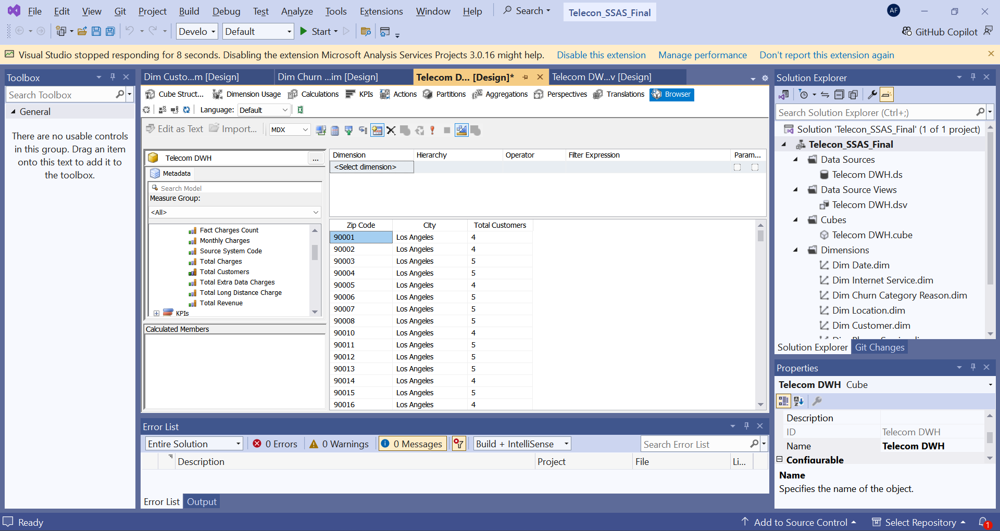 File Edit View Git Project Build Debug Test Analyze Tools Extensions Window Help Search Telecon_SSAS_Final AF
Develo Default Start GitHub Copilot
Visual Studio stopped responding for 8 seconds. Disabling the extension Microsoft Analysis Services Projects 3.0.16 might help. Disable this extension Manage performance Don't report this extension again
Toolbox
Search Toolbox
General
There are no usable controls
in this group. Drag an item
onto this text to add it to
the toolbox.
Dim Custo...m [Design] Dim Churn ...im [Design] Telecom D... [Design]* Telecom DW...v [Design]
Cube Struct... Dimension Usage Calculations KPIs Actions Partitions Aggregations Perspectives Translations Browser
Language: Default
Edit as Text Import... MDX
Telecom DWH ...
Metadata
Search Model
Measure Group:
<All>
Fact Charges Count
Monthly Charges
Source System Code
Total Charges
Total Customers
Total Extra Data Charges
Total Long Distance Charge
Total Revenue
KPIs
Calculated Members
Dimension Hierarchy Operator Filter Expression Param...
<Select dimension>
Zip Code City Total Customers
90001 Los Angeles 4
90002 Los Angeles 4
90003 Los Angeles 5
90004 Los Angeles 5
90005 Los Angeles 4
90006 Los Angeles 5
90007 Los Angeles 5
90008 Los Angeles 5
90010 Los Angeles 4
90011 Los Angeles 5
90012 Los Angeles 5
90013 Los Angeles 5
90014 Los Angeles 4
90015 Los Angeles 5
90016 Los Angeles 4
Error List
Entire Solution 0 Errors 0 Warnings 0 Messages Build + IntelliSense Search Error List
Description Project File Li...
Error List Output
Solution Explorer
Search Solution Explorer (Ctrl+;)
Solution 'Telecon_SSAS_Final' (1 of 1 project)
Telecon_SSAS_Final
Data Sources
Telecom DWH.ds
Data Source Views
Telecom DWH.dsv
Cubes
Telecom DWH.cube
Dimensions
Dim Date.dim
Dim Internet Service.dim
Dim Churn Category Reason.dim
Dim Location.dim
Dim Customer.dim
Solution Explorer Git Changes
Properties
Telecom DWH Cube
Description
ID Telecom DWH
Name Telecom DWH
Configurable
Name
Specifies the name of the object.
Ready Add to Source Control Select Repository 1